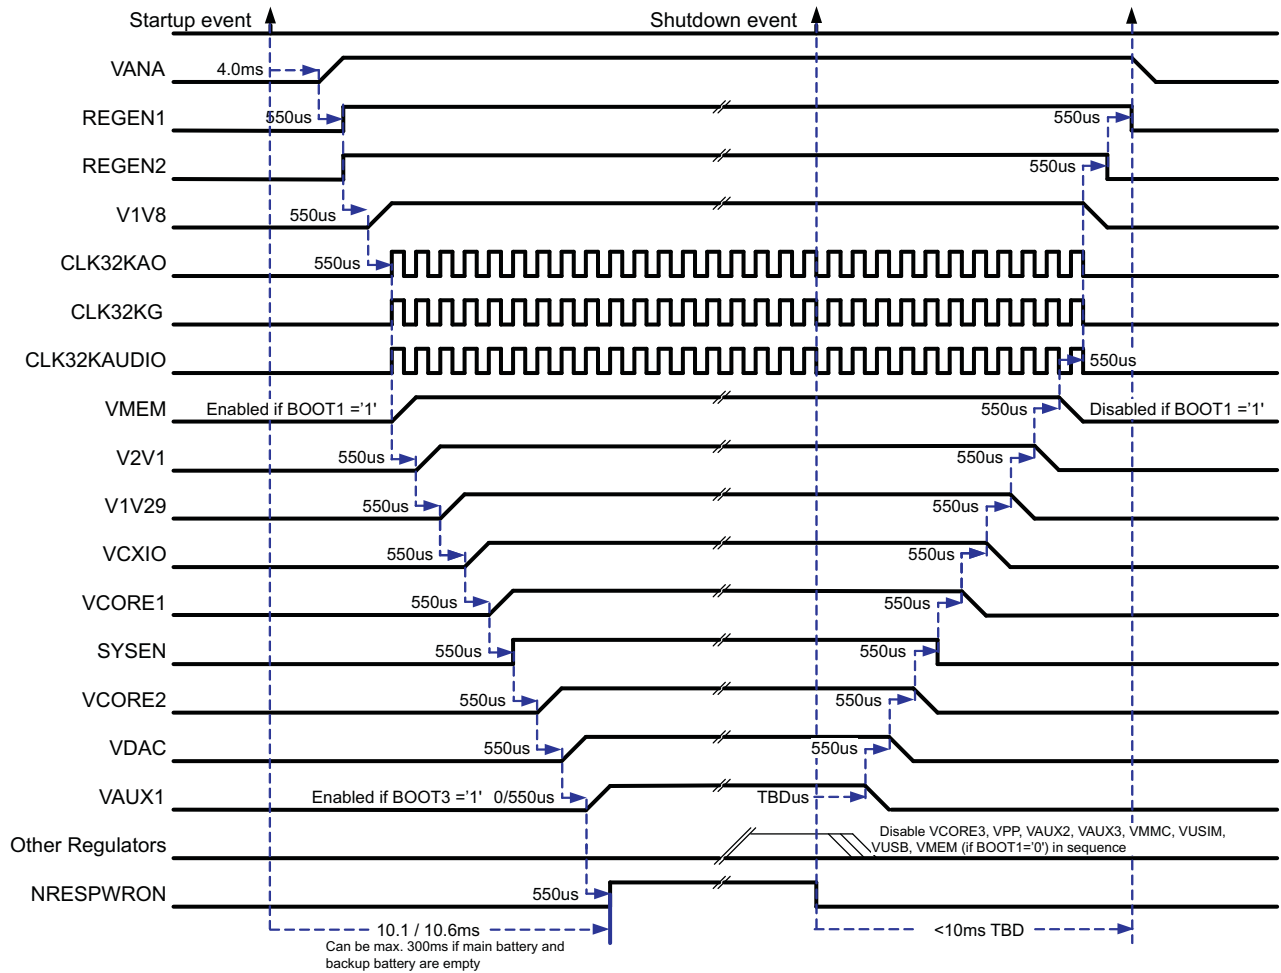 Startup event
Shutdown event
VANA
4.0ms
REGEN1
550us
550us
REGEN2
550us
V1V8
550us
CLK32KAO
550us
CLK32KG
CLK32KAUDIO
550us
VMEM
Enabled if BOOT1 ='1'
550us
Disabled if BOOT1 ='1'
V2V1
550us
550us
V1V29
550us
550us
VCXIO
550us
550us
VCORE1
550us
550us
SYSEN
550us
550us
VCORE2
550us
550us
VDAC
550us
550us
VAUX1
Enabled if BOOT3 ='1' 0/550us
TBDus
Other Regulators
Disable VCORE3, VPP, VAUX2, VAUX3, VMMC, VUSIM,
VUSB, VMEM (if BOOT1='0') in sequence
NRESPWRON
550us
10.1 / 10.6ms
<10ms TBD
Can be max. 300ms if main battery and
backup battery are empty